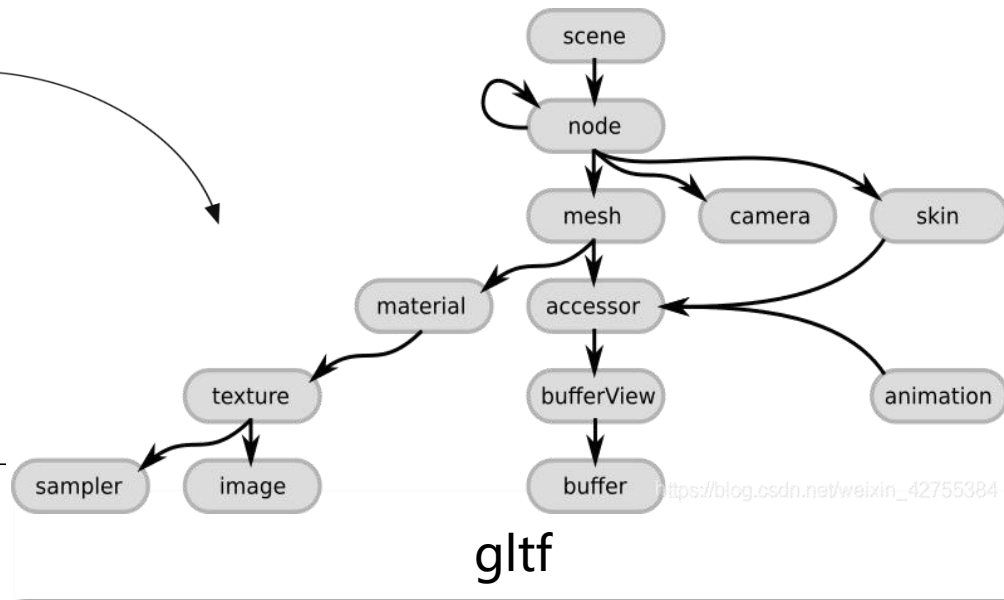 scene
node
mesh
camera
skin
material
accessor
texture
bufferView
animation
sampler
image
buffer
https://blog.csdn.net/weixin_42755384
gltf